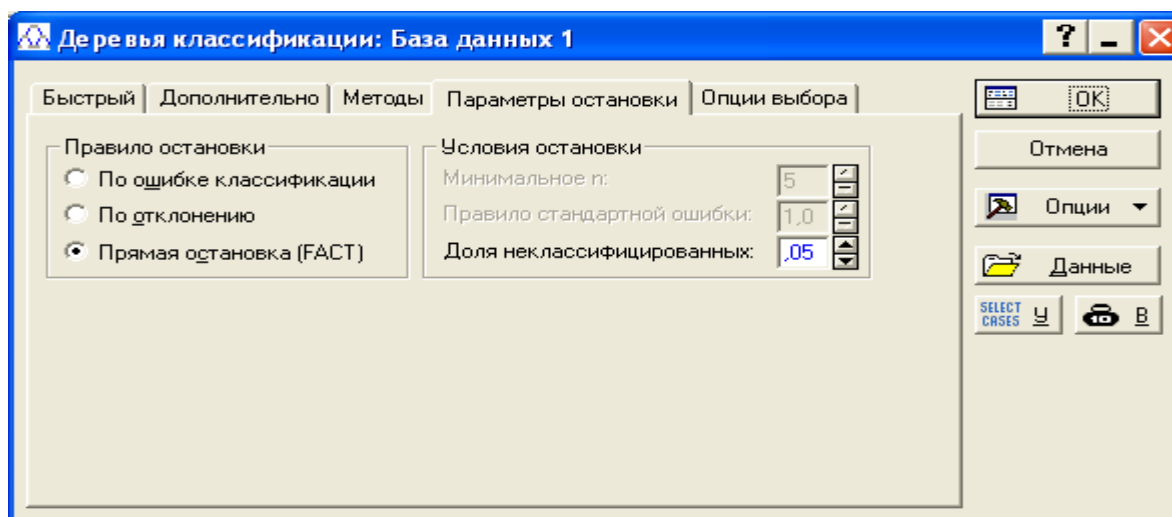 Деревья классификации: База данных 1
?
Быстрый
Дополнительно
Методы
Параметры остановки
Опции выбора
Правило остановки
По ошибке классификации
По отклонению
Прямая остановка (FACT)
Условия остановки
Минимальное n: 5
Правило стандартной ошибки: 1,0
Доля неклассифицированных: ,05
OK
Отмена
Опции
Данные
SELECT CASES У
В